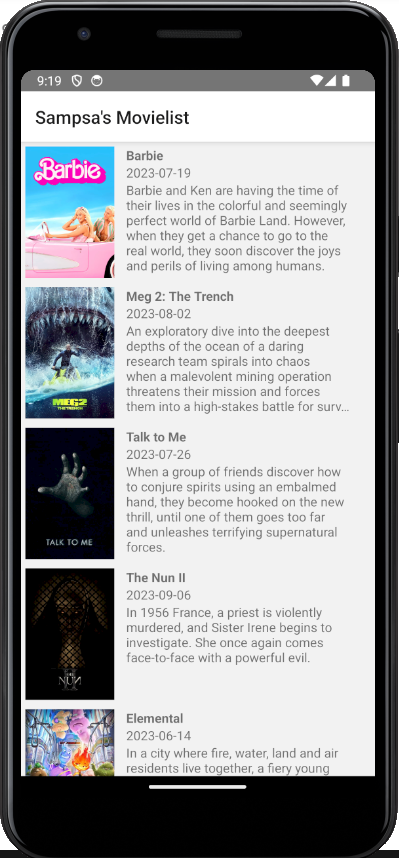 9:19
Sampsa's Movielist
Barbie
Barbie
2023-07-19
Barbie and Ken are having the time of
their lives in the colorful and seemingly
perfect world of Barbie Land. However,
when they get a chance to go to the
real world, they soon discover the joys
and perils of living among humans.
MEG2
THE TRENCH
Meg 2: The Trench
2023-08-02
An exploratory dive into the deepest
depths of the ocean of a daring
research team spirals into chaos
when a malevolent mining operation
threatens their mission and forces
them into a high-stakes battle for surv...
TALK TO ME
Talk to Me
2023-07-26
When a group of friends discover how
to conjure spirits using an embalmed
hand, they become hooked on the new
thrill, until one of them goes too far
and unleashes terrifying supernatural
forces.
NUN
II
The Nun II
2023-09-06
In 1956 France, a priest is violently
murdered, and Sister Irene begins to
investigate. She once again comes
face-to-face with a powerful evil.
Elemental
2023-06-14
In a city where fire, water, land and air
residents live together, a fiery young